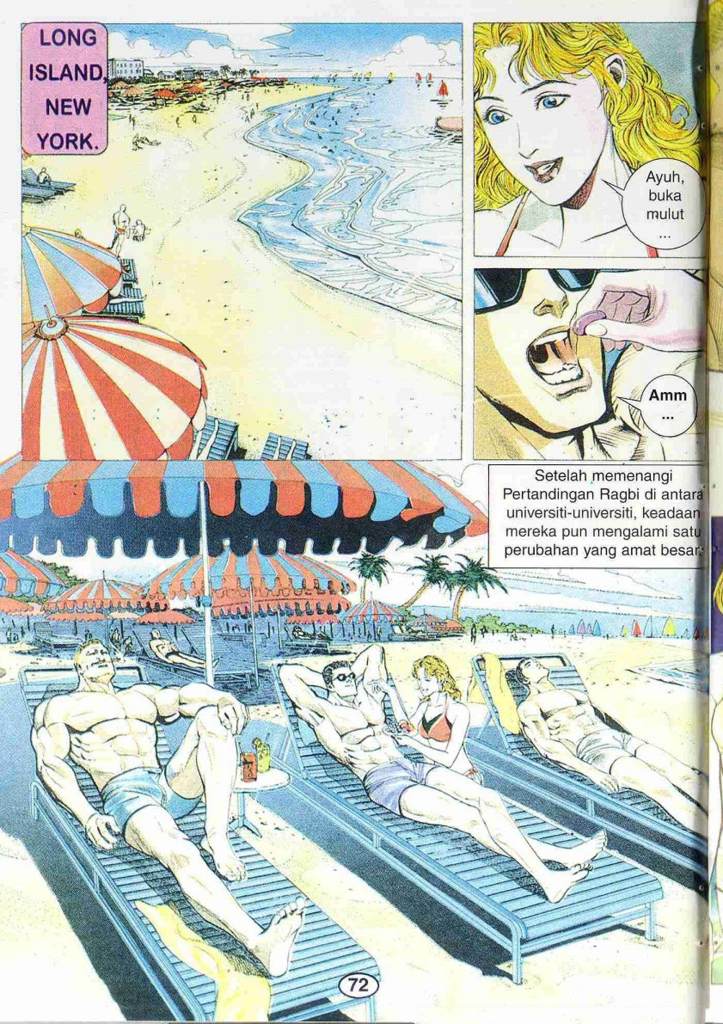 LONG
ISLAND,
NEW
YORK.
Ayuh,
buka
mulut
...
Amm
...
Setelah memenangi
Pertandingan Ragbi di antara
universiti-universiti, keadaan
mereka pun mengalami satu
perubahan yang amat besar.
72